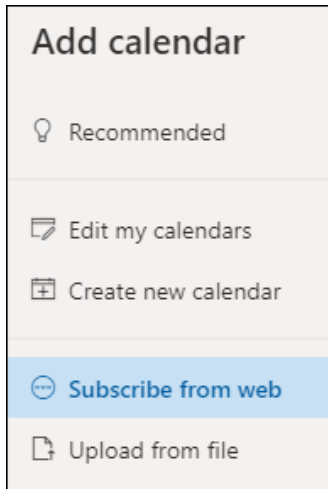 Add calendar
Recommended
Edit my calendars
Create new calendar
Subscribe from web
Upload from file